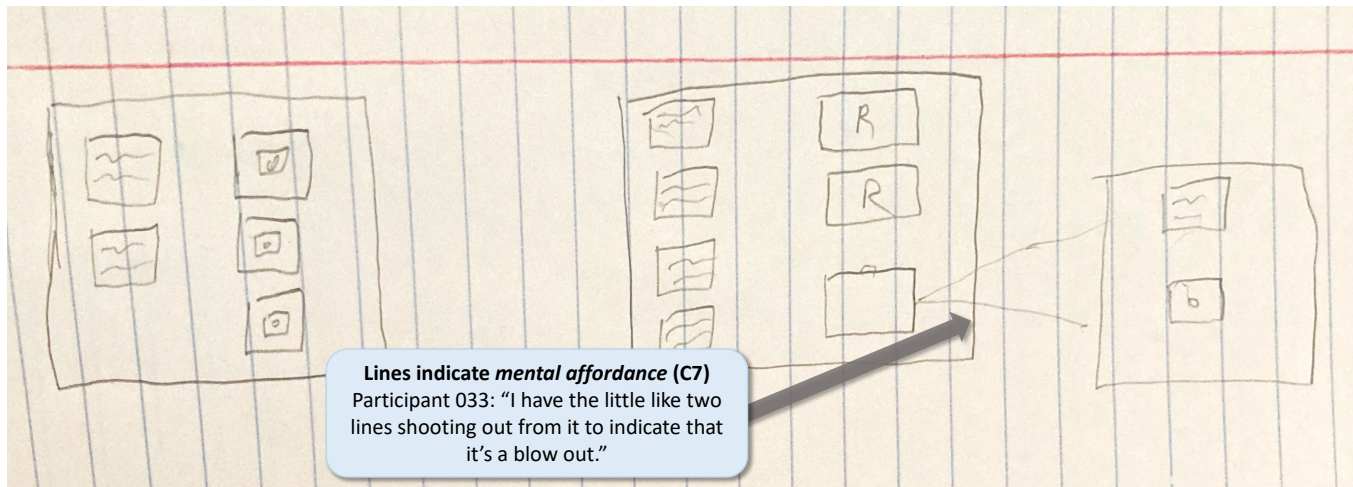 R
R
Lines indicate mental affordance (C7)
Participant 033: “I have the little like two
lines shooting out from it to indicate that
it’s a blow out.”